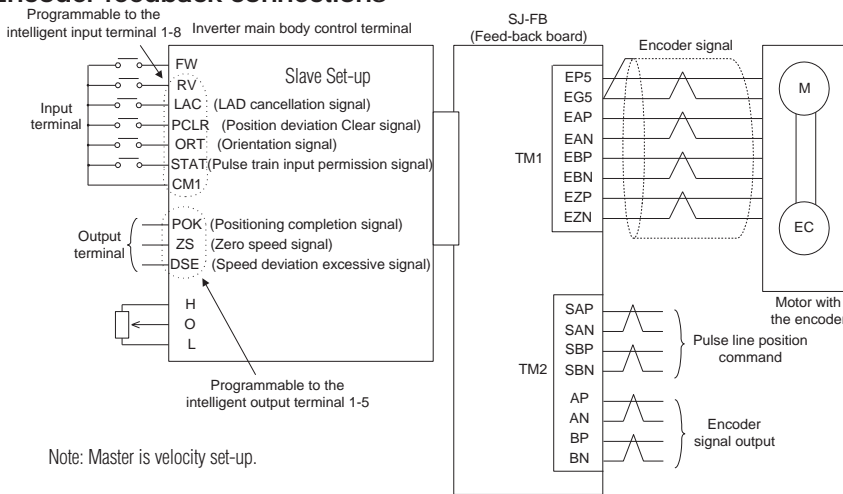 Encoder feedback connections
Programmable to the
intelligent input terminal 1-8
Inverter main body control terminal
SJ-FB
(Feed-back board)
Encoder signal
Slave Set-up
Input
terminal
FW
RV
LAC (LAD cancellation signal)
PCLR (Position deviation Clear signal)
ORT (Orientation signal)
STAT(Pulse train input permission signal)
CM1
Output
terminal
POK (Positioning completion signal)
ZS (Zero speed signal)
DSE (Speed deviation excessive signal)
H
O
L
Programmable to the
intelligent output terminal 1-5
Note: Master is velocity set-up.
TM1
EP5
EG5
EAP
EAN
EBP
EBN
EZP
EZN
M
EC
Motor with
the encoder
TM2
SAP
SAN
SBP
SBN
Pulse line position
command
AP
AN
BP
BN
Encoder
signal output